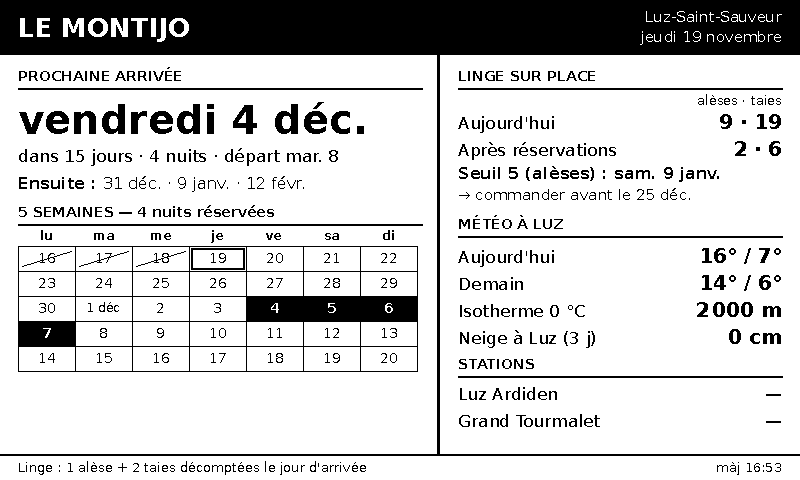 LE MONTIJO
Luz-Saint-Sauveur
jeudi 19 novembre
PROCHAINE ARRIVÉE
vendredi 4 déc.
dans 15 jours · 4 nuits · départ mar. 8
Ensuite : 31 déc. · 9 janv. · 12 févr.
5 SEMAINES — 4 nuits réservées
lu ma me je ve sa di
16 17 18 19 20 21 22
23 24 25 26 27 28 29
30 1 déc 2 3 4 5 6
7 8 9 10 11 12 13
14 15 16 17 18 19 20
LINGE SUR PLACE
alèses · taies
Aujourd'hui 9 · 19
Après réservations 2 · 6
Seuil 5 (alèses) : sam. 9 janv.
→ commander avant le 25 déc.
MÉTÉO À LUZ
Aujourd'hui 16° / 7°
Demain 14° / 6°
Isotherme 0 °C 2000 m
Neige à Luz (3 j) 0 cm
STATIONS
Luz Ardiden —
Grand Tourmalet —
Linge : 1 alèse + 2 taies décomptées le jour d'arrivée
màj 16:53